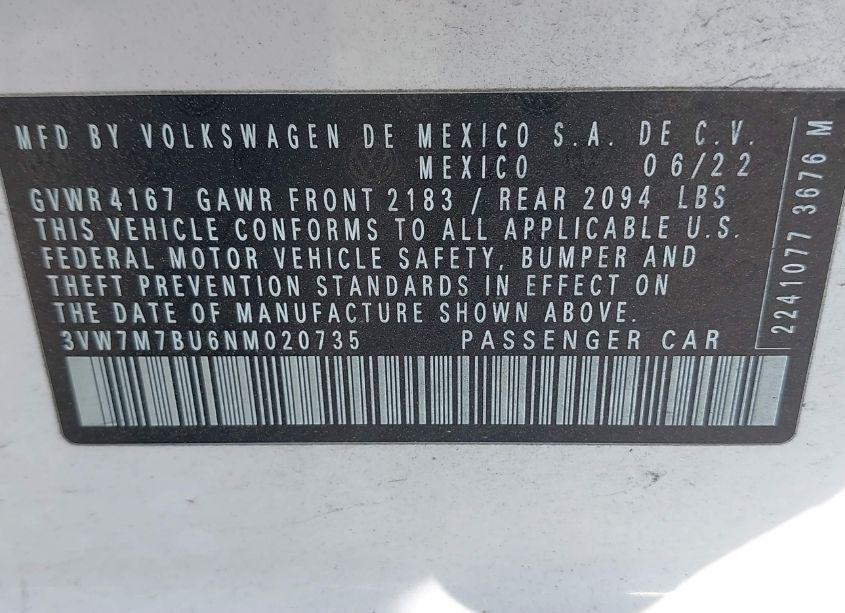 MFD BY VOLKSWAGEN DE MEXICO S.A. DE C.V.
MEXICO 06/22
GVWR 4167 GAWR FRONT 2183 / REAR 2094 LBS
THIS VEHICLE CONFORMS TO ALL APPLICABLE U.S.
FEDERAL MOTOR VEHICLE SAFETY, BUMPER AND
THEFT PREVENTION STANDARDS IN EFFECT ON
THE DATE OF MANUFACTURE SHOWN ABOVE.
3VW7M7BU6NM020735 PASSENGER CAR
2241077 3676 M